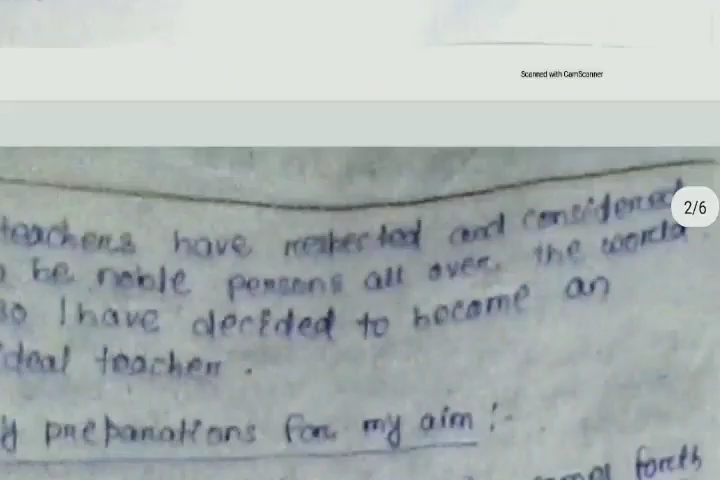 Scanned with CamScanner
2/6
teachers have respected and considered
be noble persons all over the world.
so I have decided to become an
ideal teacher.
y preparations for my aim :-
forth